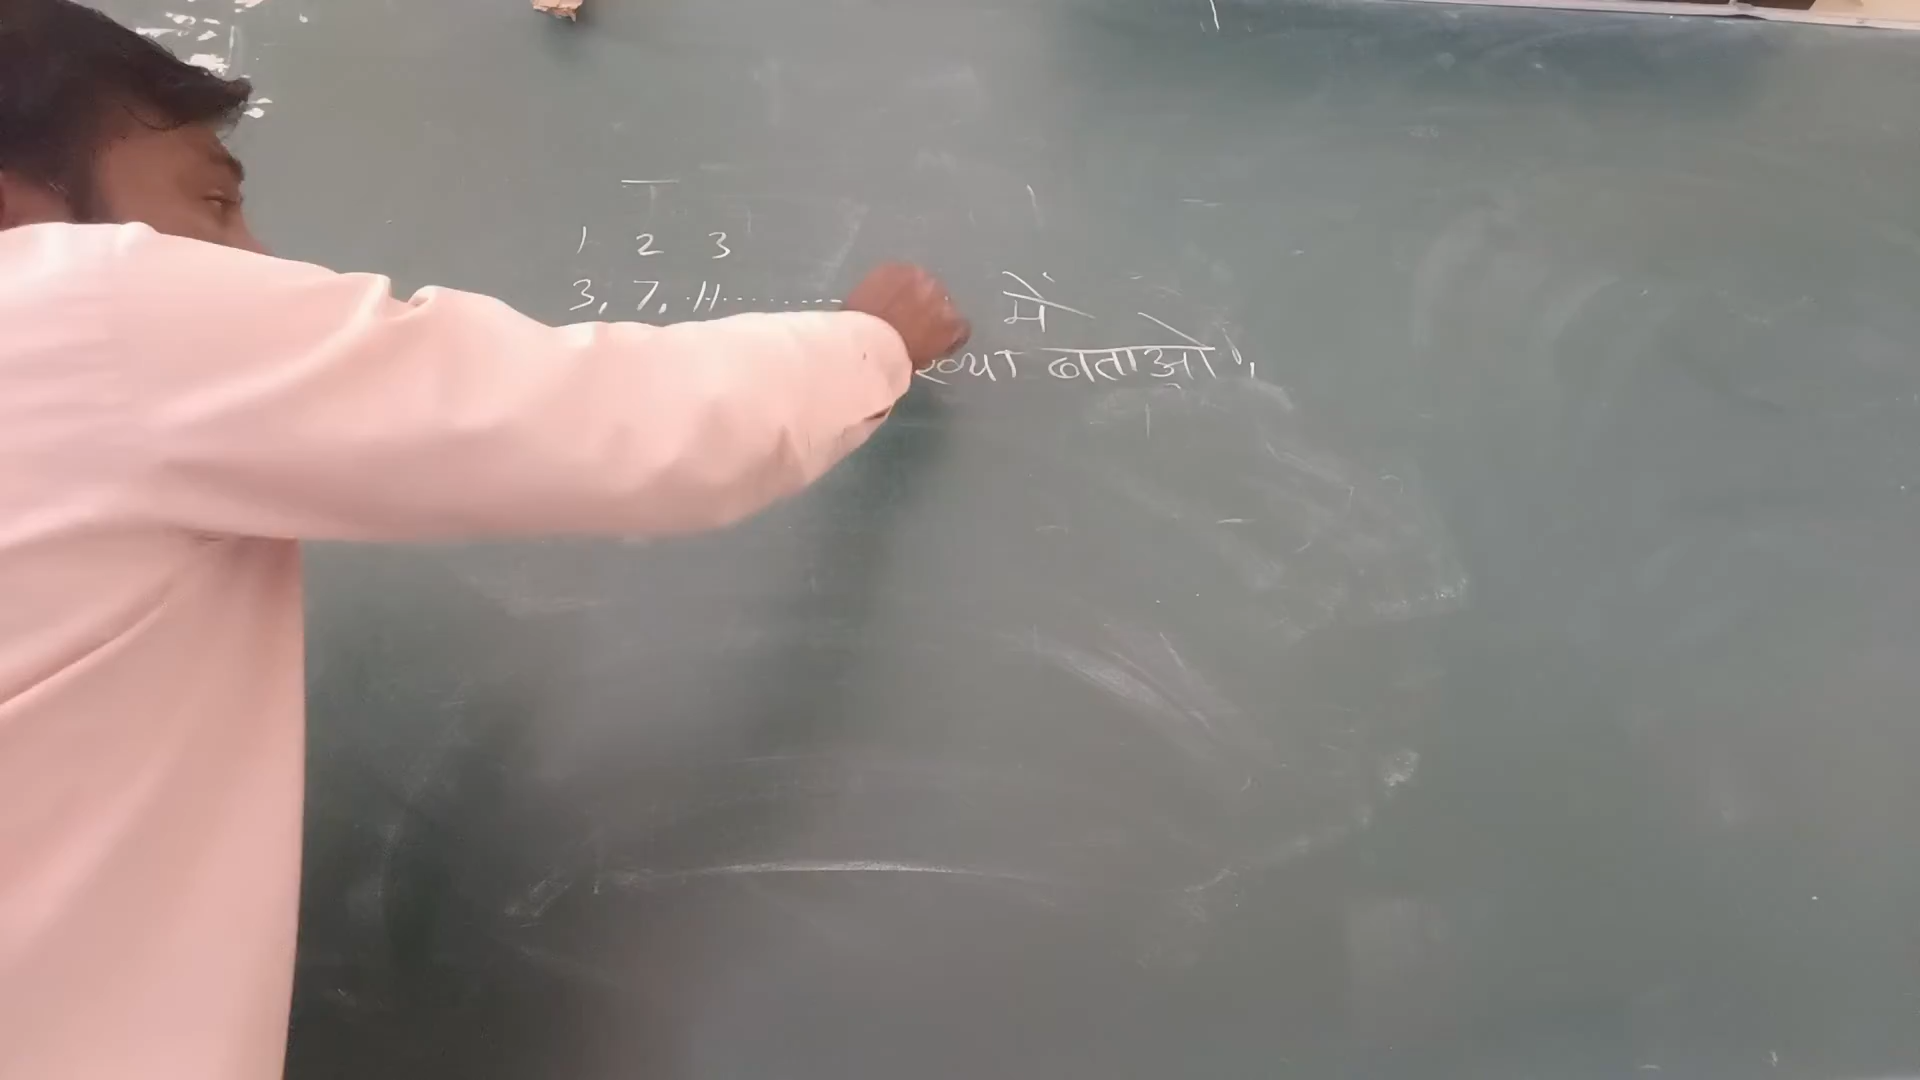 1 2 3
3, 7, 11......... में
ख्या बताओ